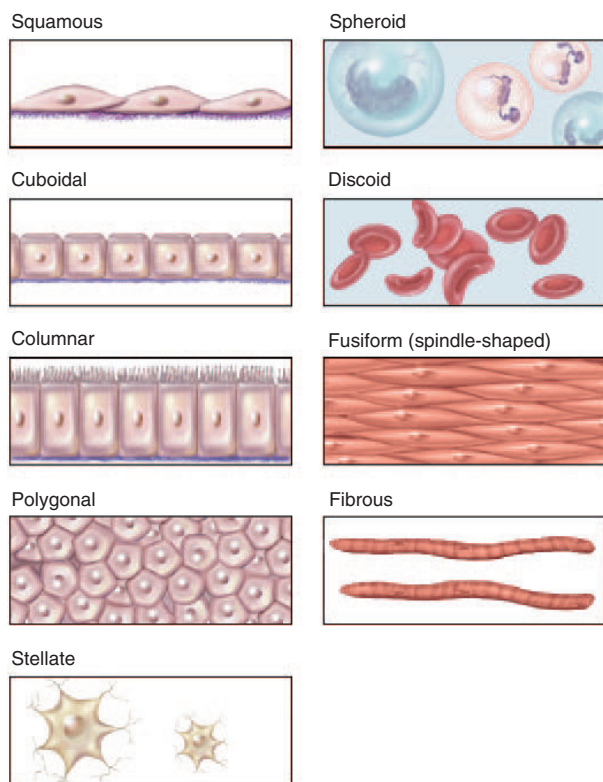 Squamous
Spheroid
Cuboidal
Discoid
Columnar
Fusiform (spindle-shaped)
Polygonal
Fibrous
Stellate